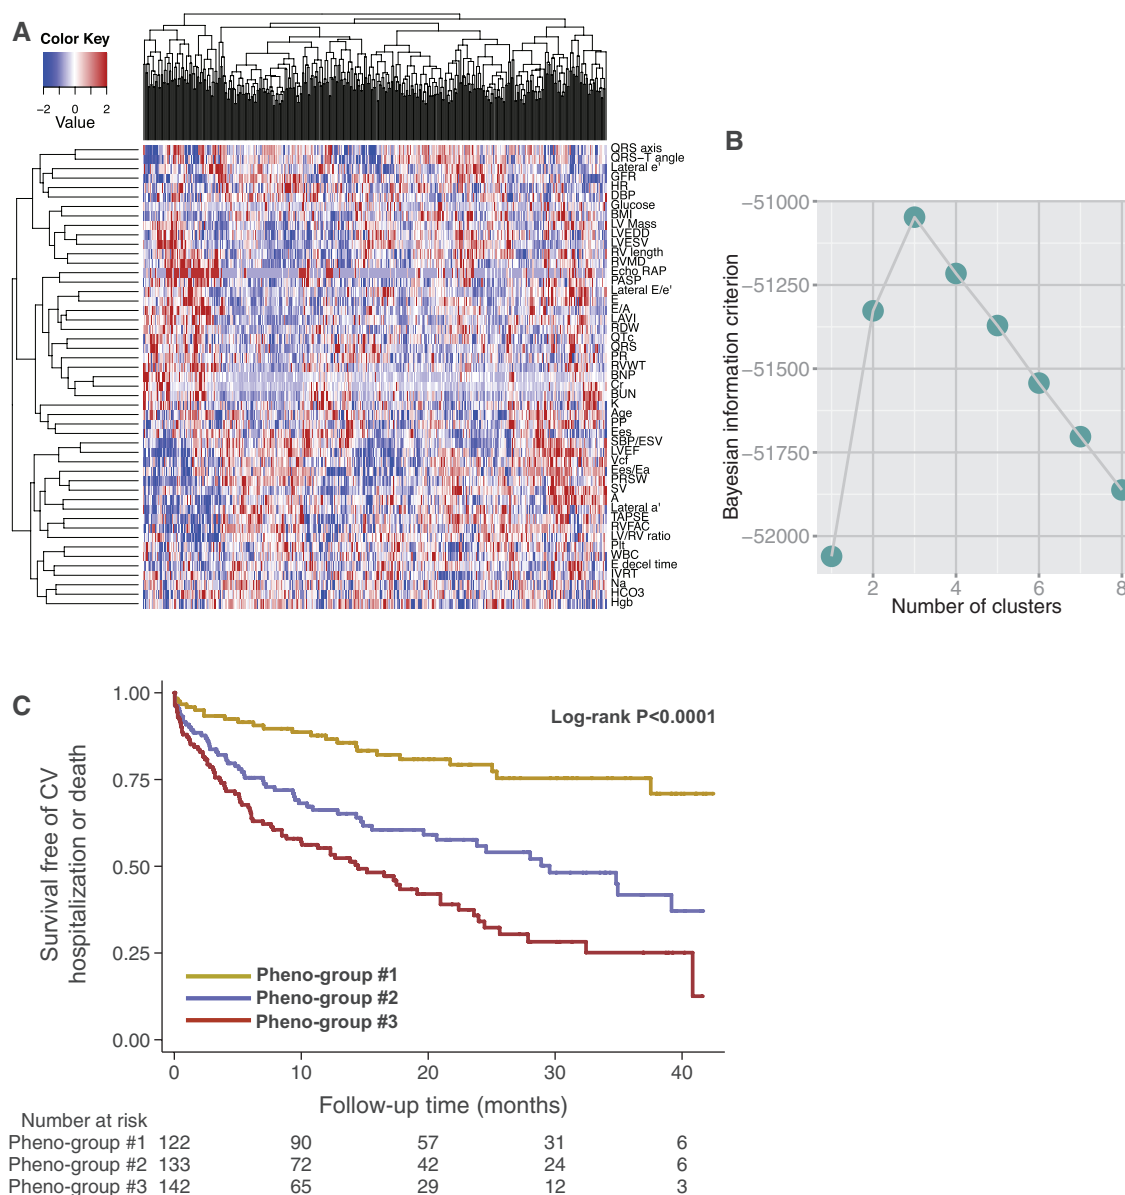 A
Color Key
−2 0 2
Value
QRS axis
QRS−T angle
Lateral e'
GFR
HR
DBP
Glucose
BMI
LV Mass
LVEDD
LVESV
RV length
RVMD
Echo RAP
PASP
Lateral E/e'
E
E/A
LAVI
RDW
QTc
QRS
PR
RVWT
BNP
Cr
BUN
K
Age
PP
Ees
SBP/ESV
LVEF
Vcf
Ees/Ea
PRSW
SV
A
Lateral a'
TAPSE
RVFAC
LV/RV ratio
Plt
WBC
E decel time
IVRT
Na
HCO3
Hgb
B
Bayesian information criterion
−51000
−51250
−51500
−51750
−52000
2 4 6 8
Number of clusters
C
Survival free of CV
hospitalization or death
1.00
0.75
0.50
0.25
0.00
Log-rank P<0.0001
Pheno-group #1
Pheno-group #2
Pheno-group #3
0 10 20 30 40
Follow-up time (months)
Number at risk
Pheno-group #1 122 90 57 31 6
Pheno-group #2 133 72 42 24 6
Pheno-group #3 142 65 29 12 3